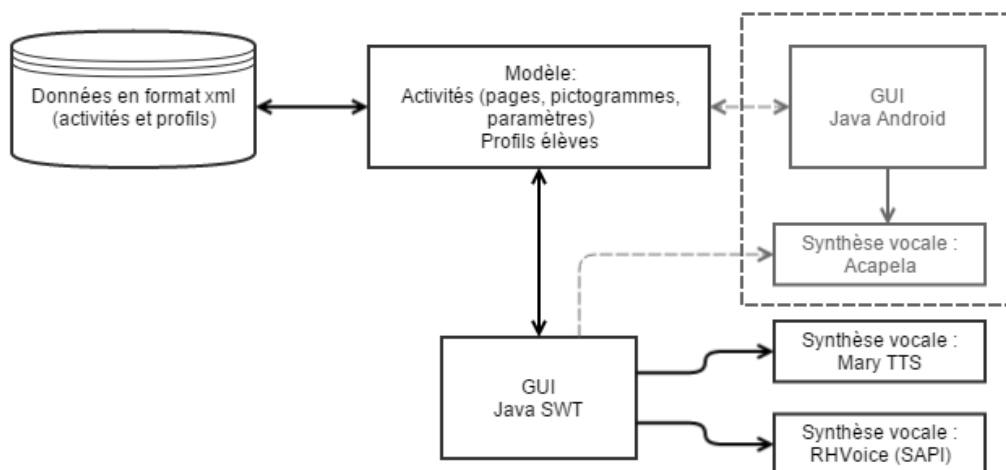 Données en format xml
(activités et profils)
Modèle:
Activités (pages, pictogrammes,
paramètres)
Profils élèves
GUI
Java Android
Synthèse vocale :
Acapela
GUI
Java SWT
Synthèse vocale :
Mary TTS
Synthèse vocale :
RHVoice (SAPI)